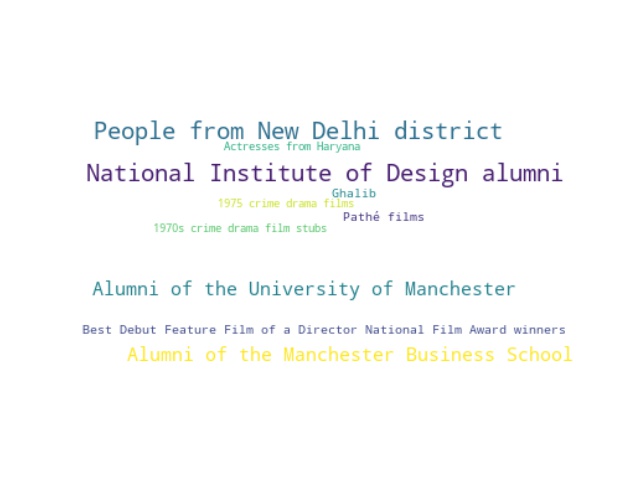 People from New Delhi district
Actresses from Haryana
National Institute of Design alumni
Ghalib
1975 crime drama films
Pathé films
1970s crime drama film stubs
Alumni of the University of Manchester
Best Debut Feature Film of a Director National Film Award winners
Alumni of the Manchester Business School